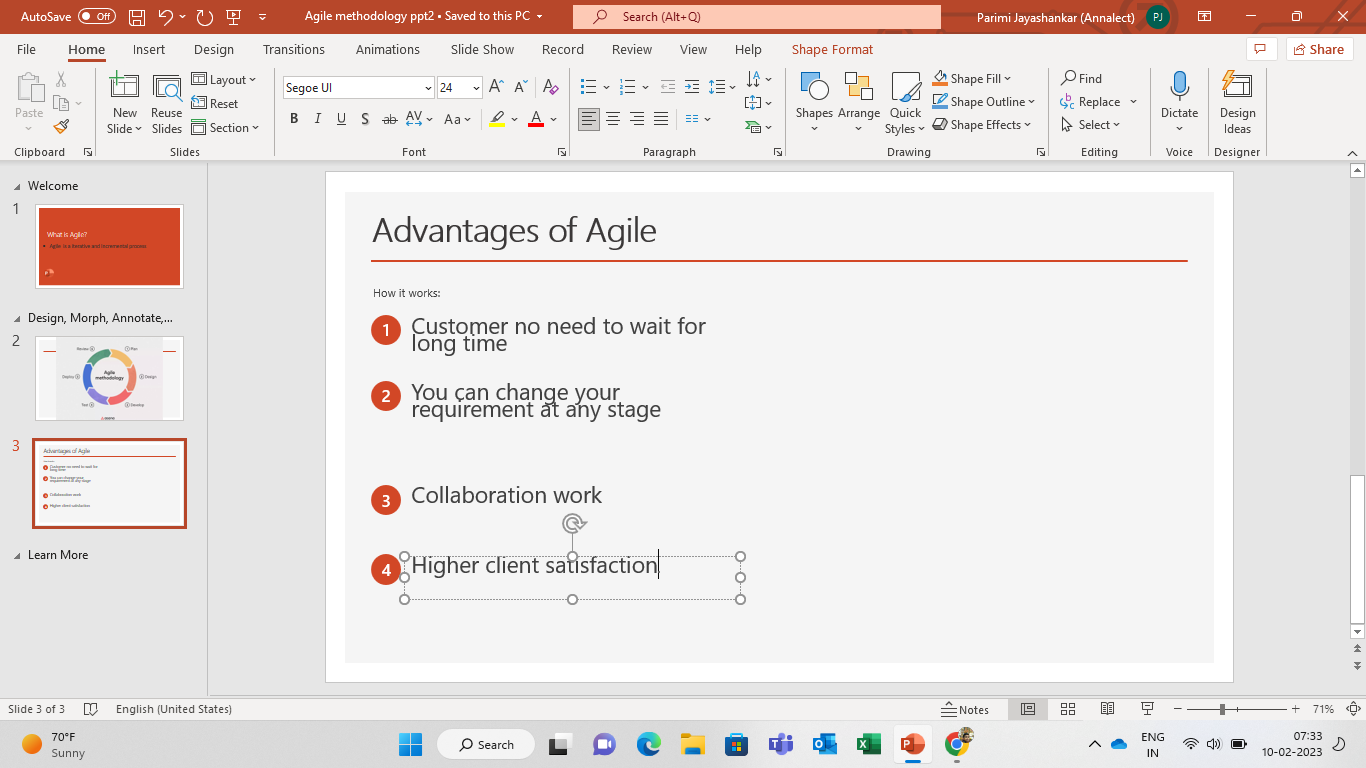 AutoSave Off Agile methodology ppt2 • Saved to this PC Search (Alt+Q) Parimi Jayashankar (Annalect) PJ
File Home Insert Design Transitions Animations Slide Show Record Review View Help Shape Format Share
Paste New Slide Reuse Slides Layout Reset Section
Segoe UI 24
B I U S ab AV Aa A
Shapes Arrange Quick Styles Shape Fill Shape Outline Shape Effects
Find Replace Select Dictate Design Ideas
Clipboard Slides Font Paragraph Drawing Editing Voice Designer
Welcome
1
What is Agile?
Agile is a iterative and incremental process
Design, Morph, Annotate,...
2
Agile
methodology
Plan
Design
Develop
Test
Deploy
Review
3
Advantages of Agile
Customer no need to wait for
long time
You can change your
requirement at any stage
Collaboration work
Higher client satisfaction
Learn More
Advantages of Agile
How it works:
1 Customer no need to wait for
long time
2 You can change your
requirement at any stage
3 Collaboration work
4 Higher client satisfaction
Slide 3 of 3 English (United States) Notes 71%
70°F
Sunny
Search
ENG
IN
07:33
10-02-2023